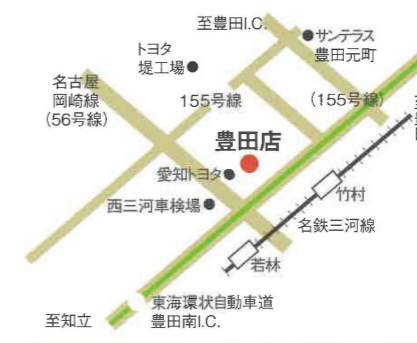 至豊田I.C.
サンテラス
豊田元町
トヨタ
堤工場
名古屋
岡崎線
(56号線)
155号線
(155号線)
豊田店
愛知トヨタ
西三河車検場
竹村
名鉄三河線
若林
東海環状自動車道
豊田南I.C.
至知立